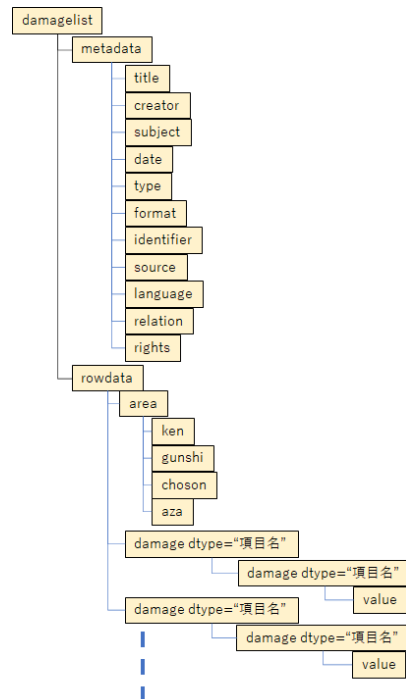 damagelist
metadata
title
creator
subject
date
type
format
identifier
source
language
relation
rights
rowdata
area
ken
gunshi
choson
aza
damage dtype=“項目名”
damage dtype=“項目名”
value
damage dtype=“項目名”
damage dtype=“項目名”
value